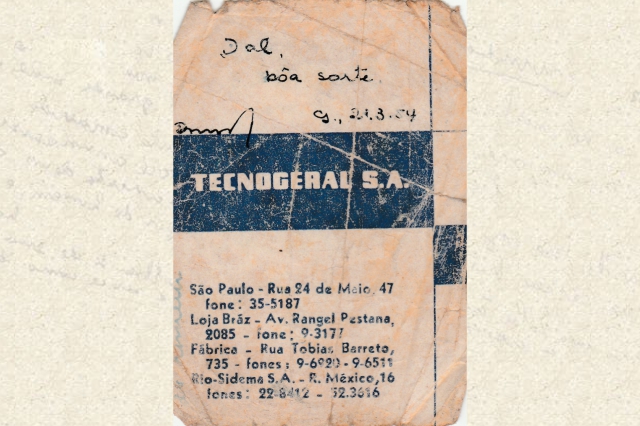 Dal,
bôa sorte.
G., 21.3.54
TECNOGERAL S.A.
São Paulo - Rua 24 de Maio, 47
fone: 35-5187
Loja Bráz - Av. Rangel Pestana,
2085 - fone: 9-3177
Fábrica - Rua Tobias Barreto,
735 - fones: 9-6920 - 9-6511
Rio-Sidema S.A. - R. México,16
fones: 22-8412 - 52.3616